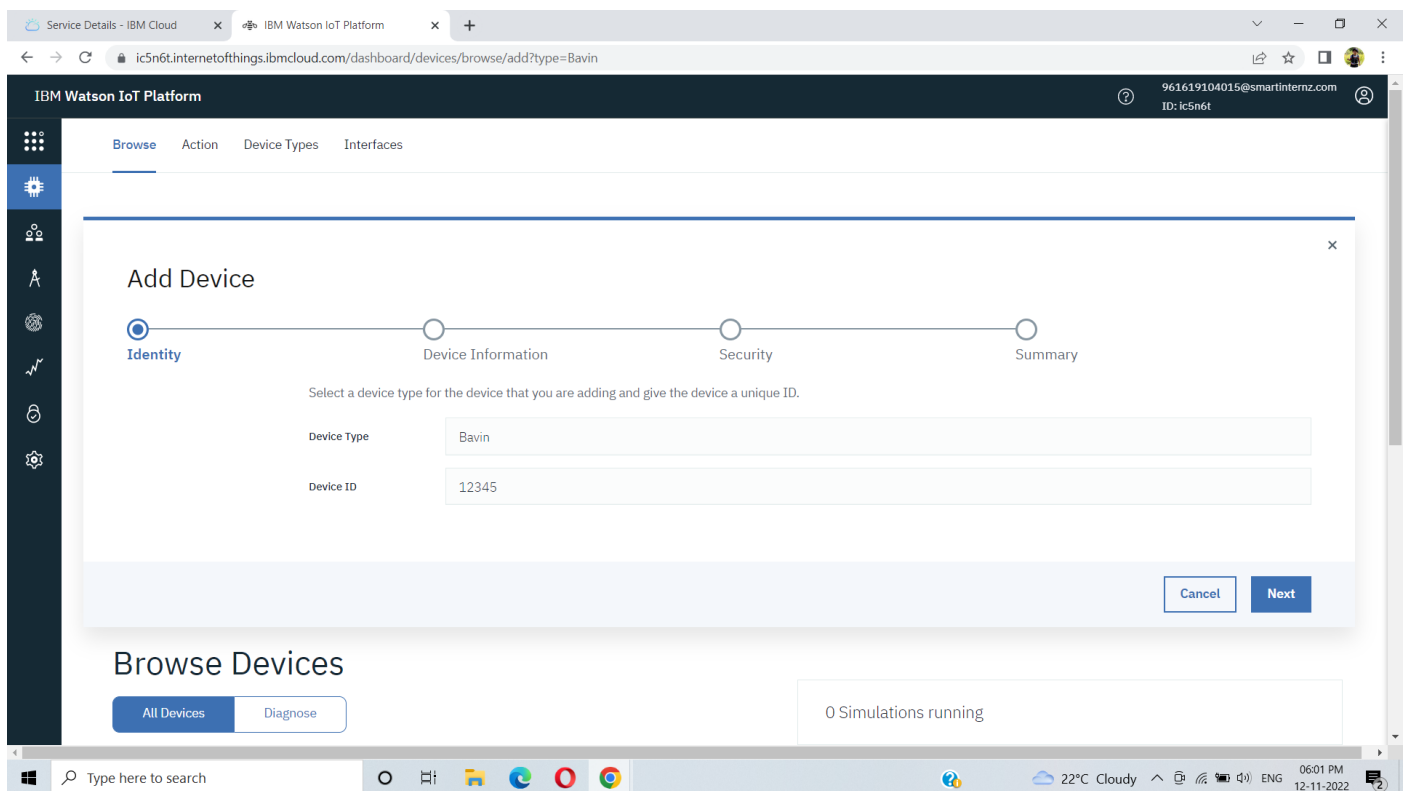 Service Details - IBM Cloud
IBM Watson IoT Platform
ic5n6t.internetofthings.ibmcloud.com/dashboard/devices/browse/add?type=Bavin
IBM Watson IoT Platform
961619104015@smartinternz.com
ID: ic5n6t
Browse Action Device Types Interfaces
Add Device
Identity Device Information Security Summary
Select a device type for the device that you are adding and give the device a unique ID.
Device Type Bavin
Device ID 12345
Cancel Next
Browse Devices
All Devices Diagnose
0 Simulations running
Type here to search
22°C Cloudy
ENG
06:01 PM
12-11-2022
2